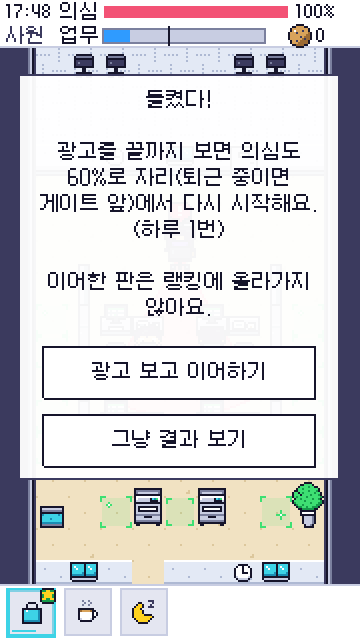 17:48 의심 100%
사원 업무 0
들켰다!
광고를 끝까지 보면 의심도
60%로 자리(퇴근 중이면
게이트 앞)에서 다시 시작해요.
(하루 1번)
이어한 판은 랭킹에 올라가지
않아요.
광고 보고 이어하기
그냥 결과 보기
z